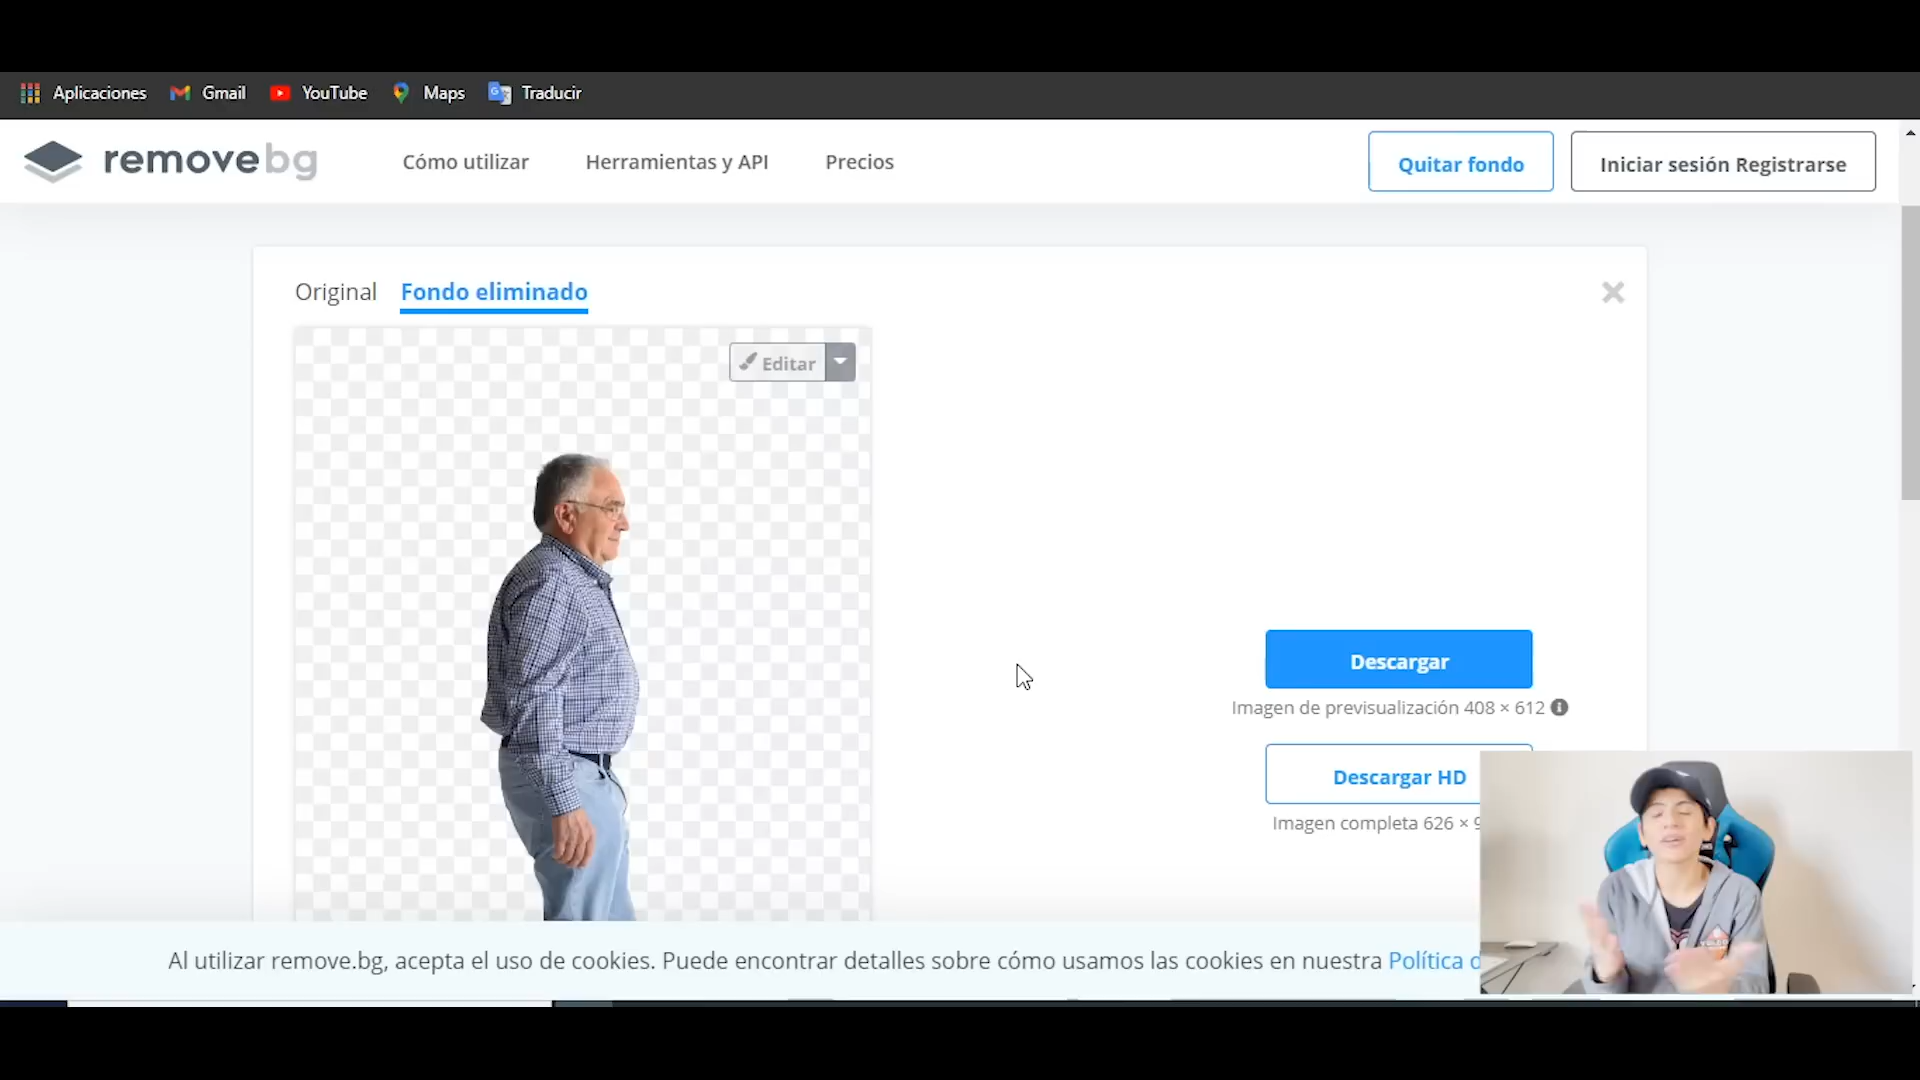 Aplicaciones Gmail YouTube Maps Traducir
removebg Cómo utilizar Herramientas y API Precios Quitar fondo Iniciar sesión Registrarse
Original Fondo eliminado
Editar
Descargar
Imagen de previsualización 408 × 612
Descargar HD
Imagen completa 626 ×
Al utilizar remove.bg, acepta el uso de cookies. Puede encontrar detalles sobre cómo usamos las cookies en nuestra Política